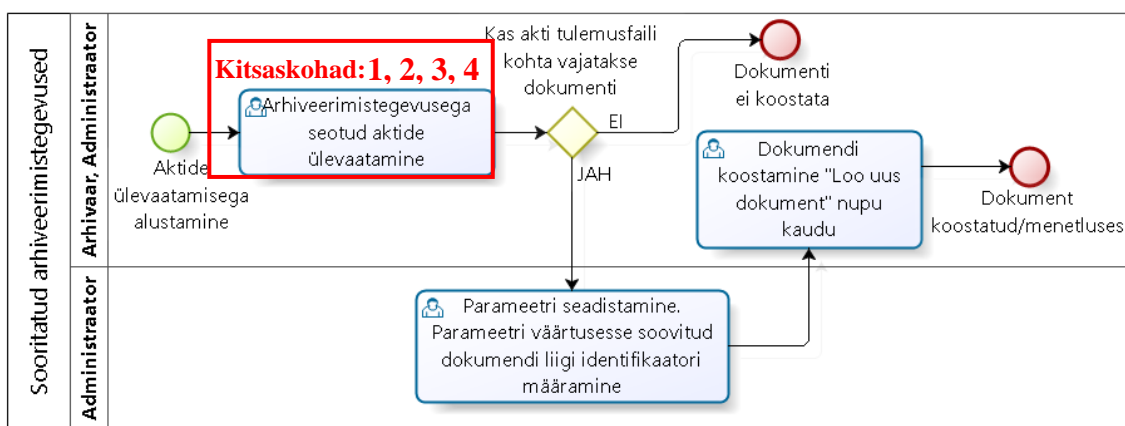 Sooritatud arhiveerimistegevused
Arhivaar, Administraator
Administraator
Kitsaskohad: 1, 2, 3, 4
Aktide
ülevaatamisega
alustamine
Arhiveerimistegevusega
seotud aktide
ülevaatamine
Kas akti tulemusfaili
kohta vajatakse
dokumenti
EI
JAH
Dokumenti
ei koostata
Parameetri seadistamine.
Parameetri väärtusesse soovitud
dokumendi liigi identifikaatori
määramine
Dokumendi
koostamine "Loo uus
dokument" nupu
kaudu
Dokument
koostatud/menetluses